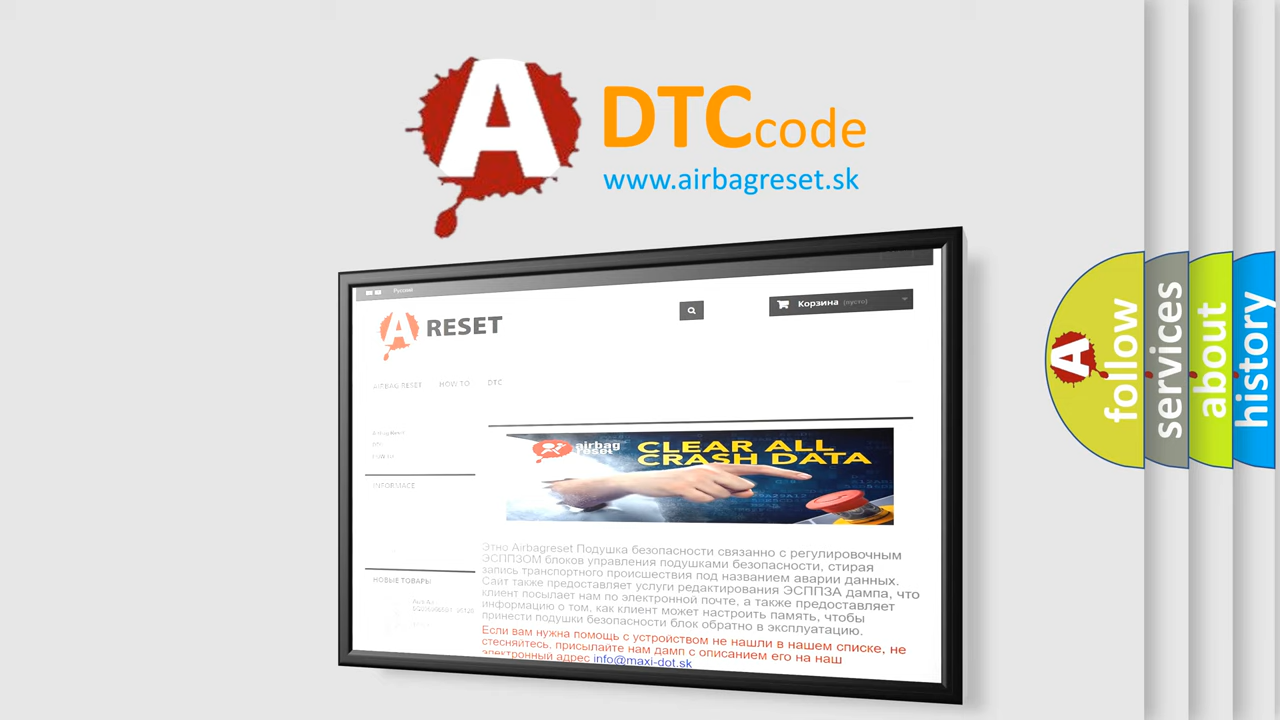 A DTCcode
www.airbagreset.sk
Русский
A RESET
Корзина (пусто)
AIRBAG RESET HOW TO DTC
INFORMACE
НОВЫЕ ТОВАРЫ
airbag
reset
CLEAR ALL
CRASH DATA
Этно Airbagreset Подушка безопасности связанно с регулировочным
ЭСППЗОМ блоков управления подушками безопасности, стирая
запись транспортного происшествия под названием аварии данных.
Сайт также предоставляет услуги редактирования ЭСППЗА дампа, что
клиент посылает нам по электронной почте, а также предоставляет
информацию о том, как клиент может настроить память, чтобы
принести подушки безопасности блок обратно в эксплуатацию.
Если вам нужна помощь с устройством не нашли в нашем списке, не
стесняйтесь, присылайте нам дамп с описанием его на наш
электронный адрес info@maxi-dot.sk
A
follow
services
about
history